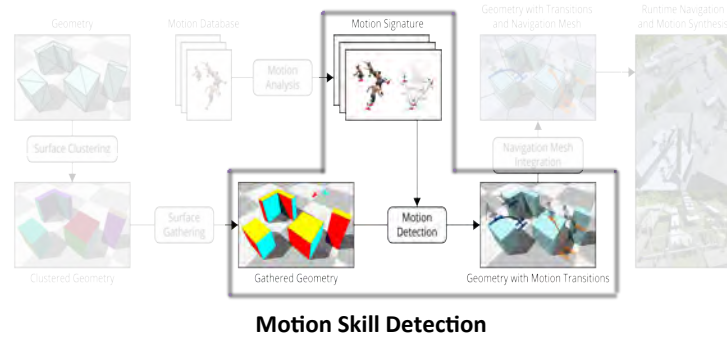 Geometry
Motion Database
Motion Signature
Geometry with Transitions
and Navigation Mesh
Runtime Navigation
and Motion Synthesis
Motion
Analysis
Surface Clustering
Navigation Mesh
Integration
Surface
Gathering
Motion
Detection
Clustered Geometry
Gathered Geometry
Geometry with Motion Transitions
Motion Skill Detection